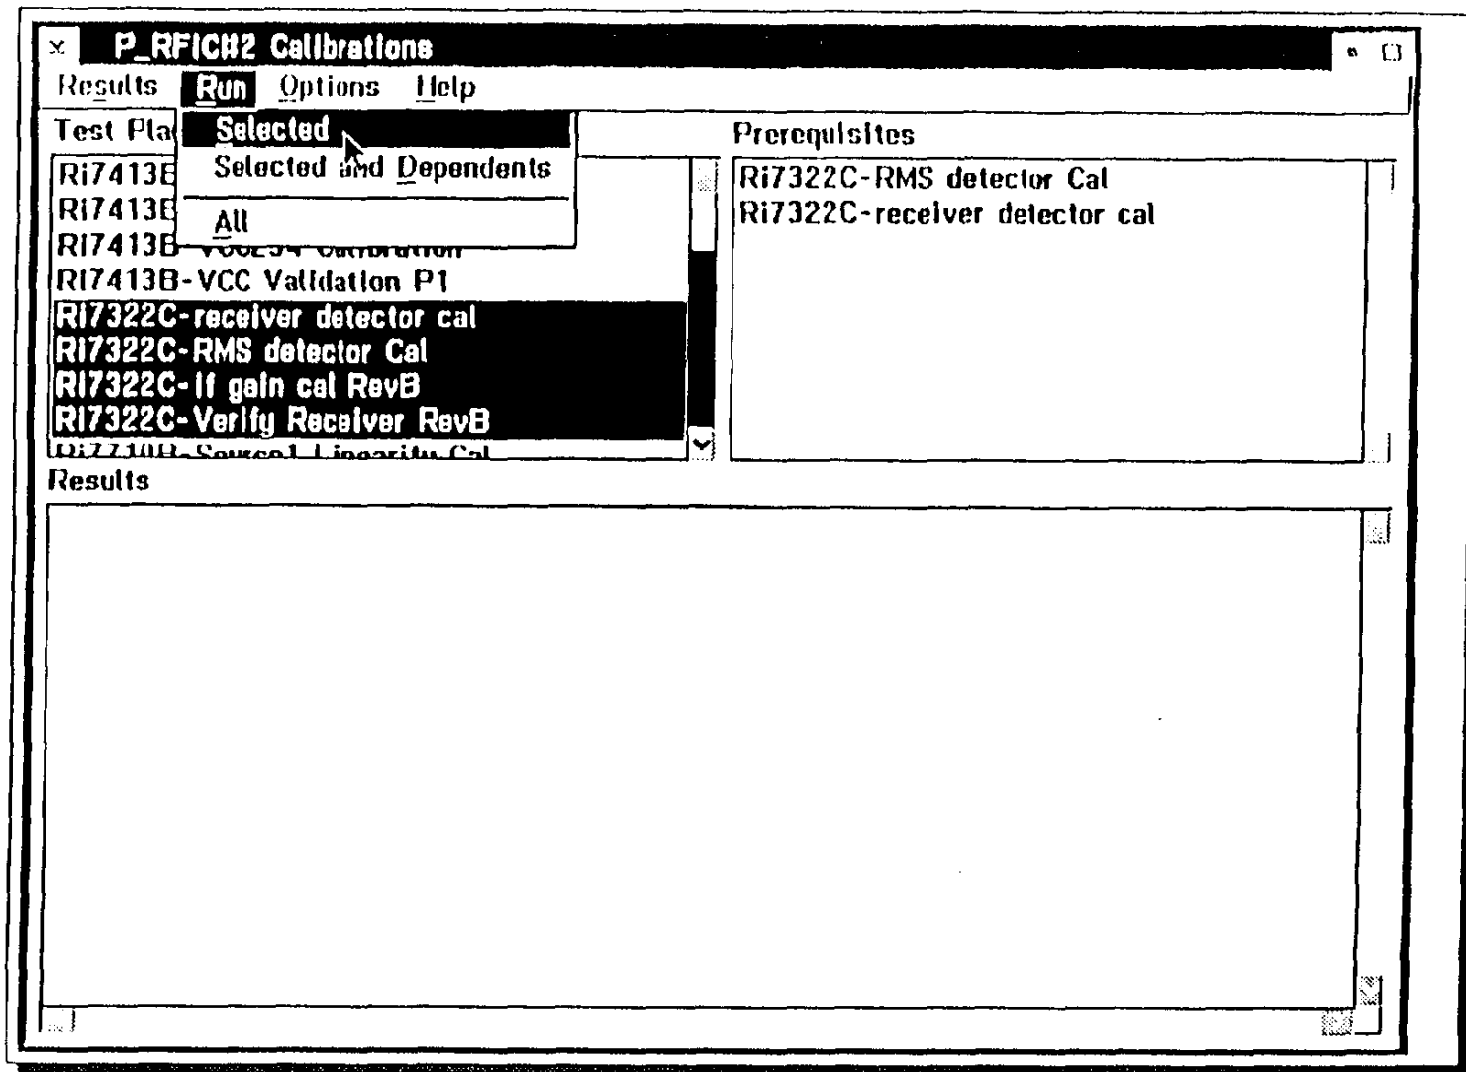 P_RFIC#2 Calibrations
Results Run Options Help
Test Pla
Selected
Selected and Dependents
All
Ri7413B
Ri7413B
Ri7413B-
Ri7413B-VCC Validation P1
Ri7322C-receiver detector cal
Ri7322C-RMS detector Cal
Ri7322C-If gain cal RevB
Ri7322C-Verify Receiver RevB
Prerequisites
Ri7322C-RMS detector Cal
Ri7322C-receiver detector cal
Results